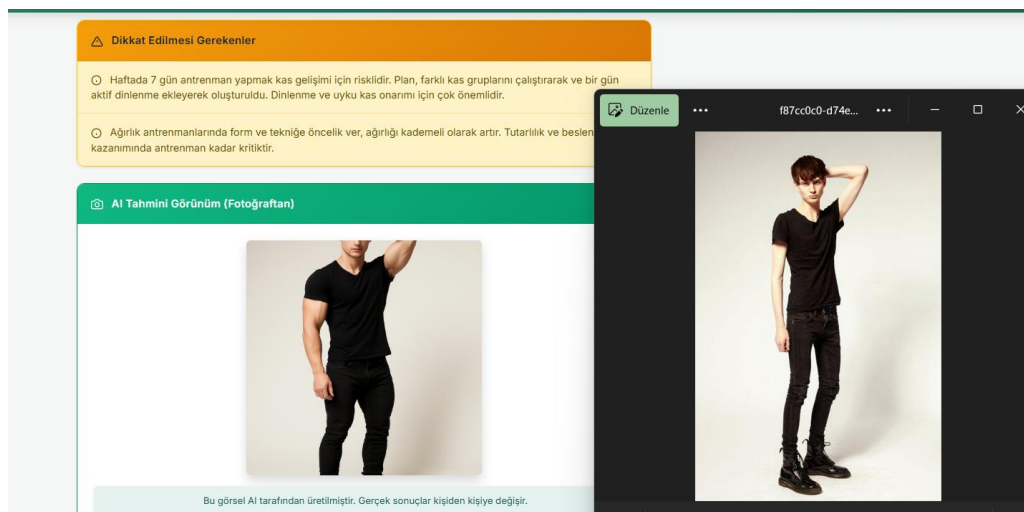 Dikkat Edilmesi Gerekenler
Haftada 7 gün antrenman yapmak kas gelişimi için risklidir. Plan, farklı kas gruplarını çalıştırarak ve bir gün
aktif dinlenme ekleyerek oluşturuldu. Dinlenme ve uyku kas onarımı için çok önemlidir.
Ağırlık antrenmanlarında form ve tekniğe öncelik ver, ağırlığı kademeli olarak artır. Tutarlılık ve beslen
kazanımında antrenman kadar kritiktir.
AI Tahmini Görünüm (Fotoğraftan)
Bu görsel AI tarafından üretilmiştir. Gerçek sonuçlar kişiden kişiye değişir.
Düzenle
f87cc0c0-d74e...